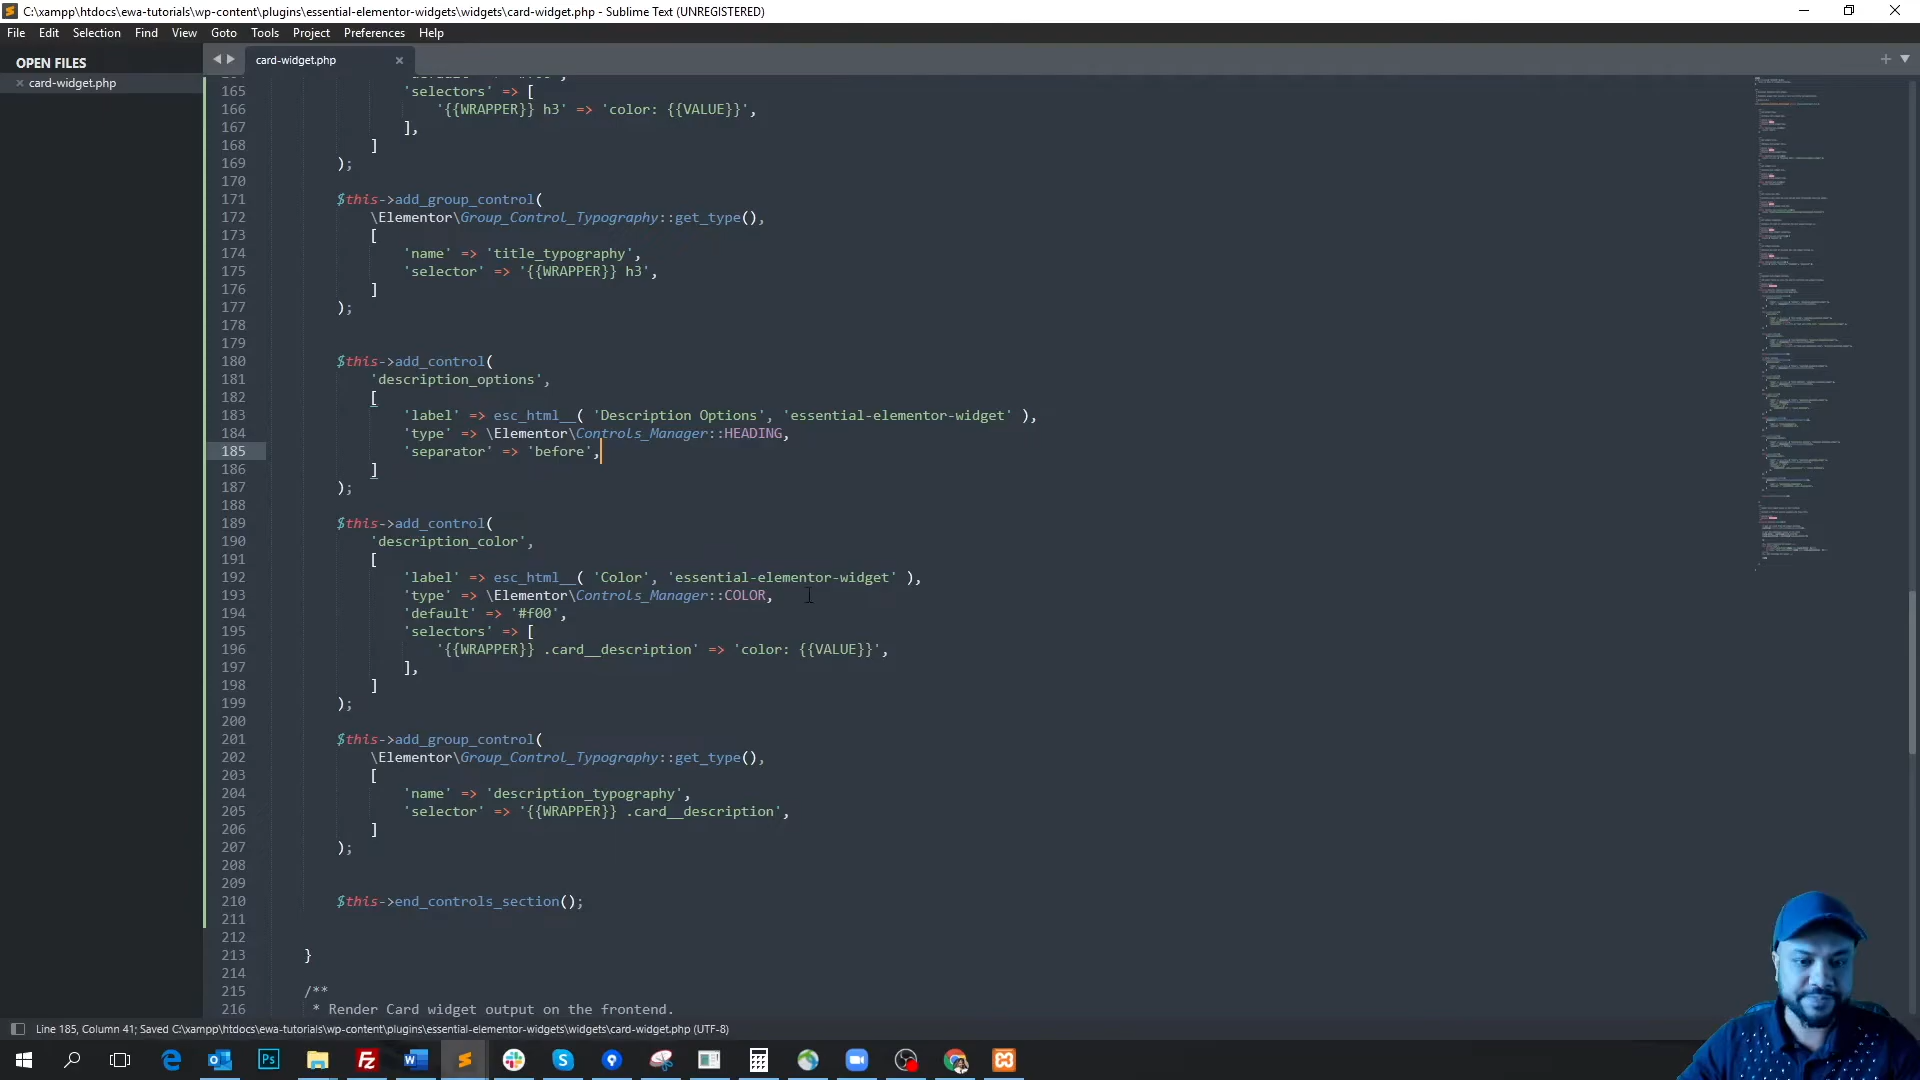 C:\xampp\htdocs\ewa-tutorials\wp-content\plugins\essential-elementor-widgets\widgets\card-widget.php - Sublime Text (UNREGISTERED)
File Edit Selection Find View Goto Tools Project Preferences Help
OPEN FILES
card-widget.php
card-widget.php
165 'selectors' => [
166 '{{WRAPPER}} h3' => 'color: {{VALUE}}',
167 ],
168 ]
169 );
170
171 $this->add_group_control(
172 \Elementor\Group_Control_Typography::get_type(),
173 [
174 'name' => 'title_typography',
175 'selector' => '{{WRAPPER}} h3',
176 ]
177 );
178
179
180 $this->add_control(
181 'description_options',
182 [
183 'label' => esc_html__( 'Description Options', 'essential-elementor-widget' ),
184 'type' => \Elementor\Controls_Manager::HEADING,
185 'separator' => 'before',
186 ]
187 );
188
189 $this->add_control(
190 'description_color',
191 [
192 'label' => esc_html__( 'Color', 'essential-elementor-widget' ),
193 'type' => \Elementor\Controls_Manager::COLOR,
194 'default' => '#f00',
195 'selectors' => [
196 '{{WRAPPER}} .card__description' => 'color: {{VALUE}}',
197 ],
198 ]
199 );
200
201 $this->add_group_control(
202 \Elementor\Group_Control_Typography::get_type(),
203 [
204 'name' => 'description_typography',
205 'selector' => '{{WRAPPER}} .card__description',
206 ]
207 );
208
209
210 $this->end_controls_section();
211
212
213 }
214
215 /**
216 * Render Card widget output on the frontend.
Line 185, Column 41; Saved C:\xampp\htdocs\ewa-tutorials\wp-content\plugins\essential-elementor-widgets\widgets\card-widget.php (UTF-8)